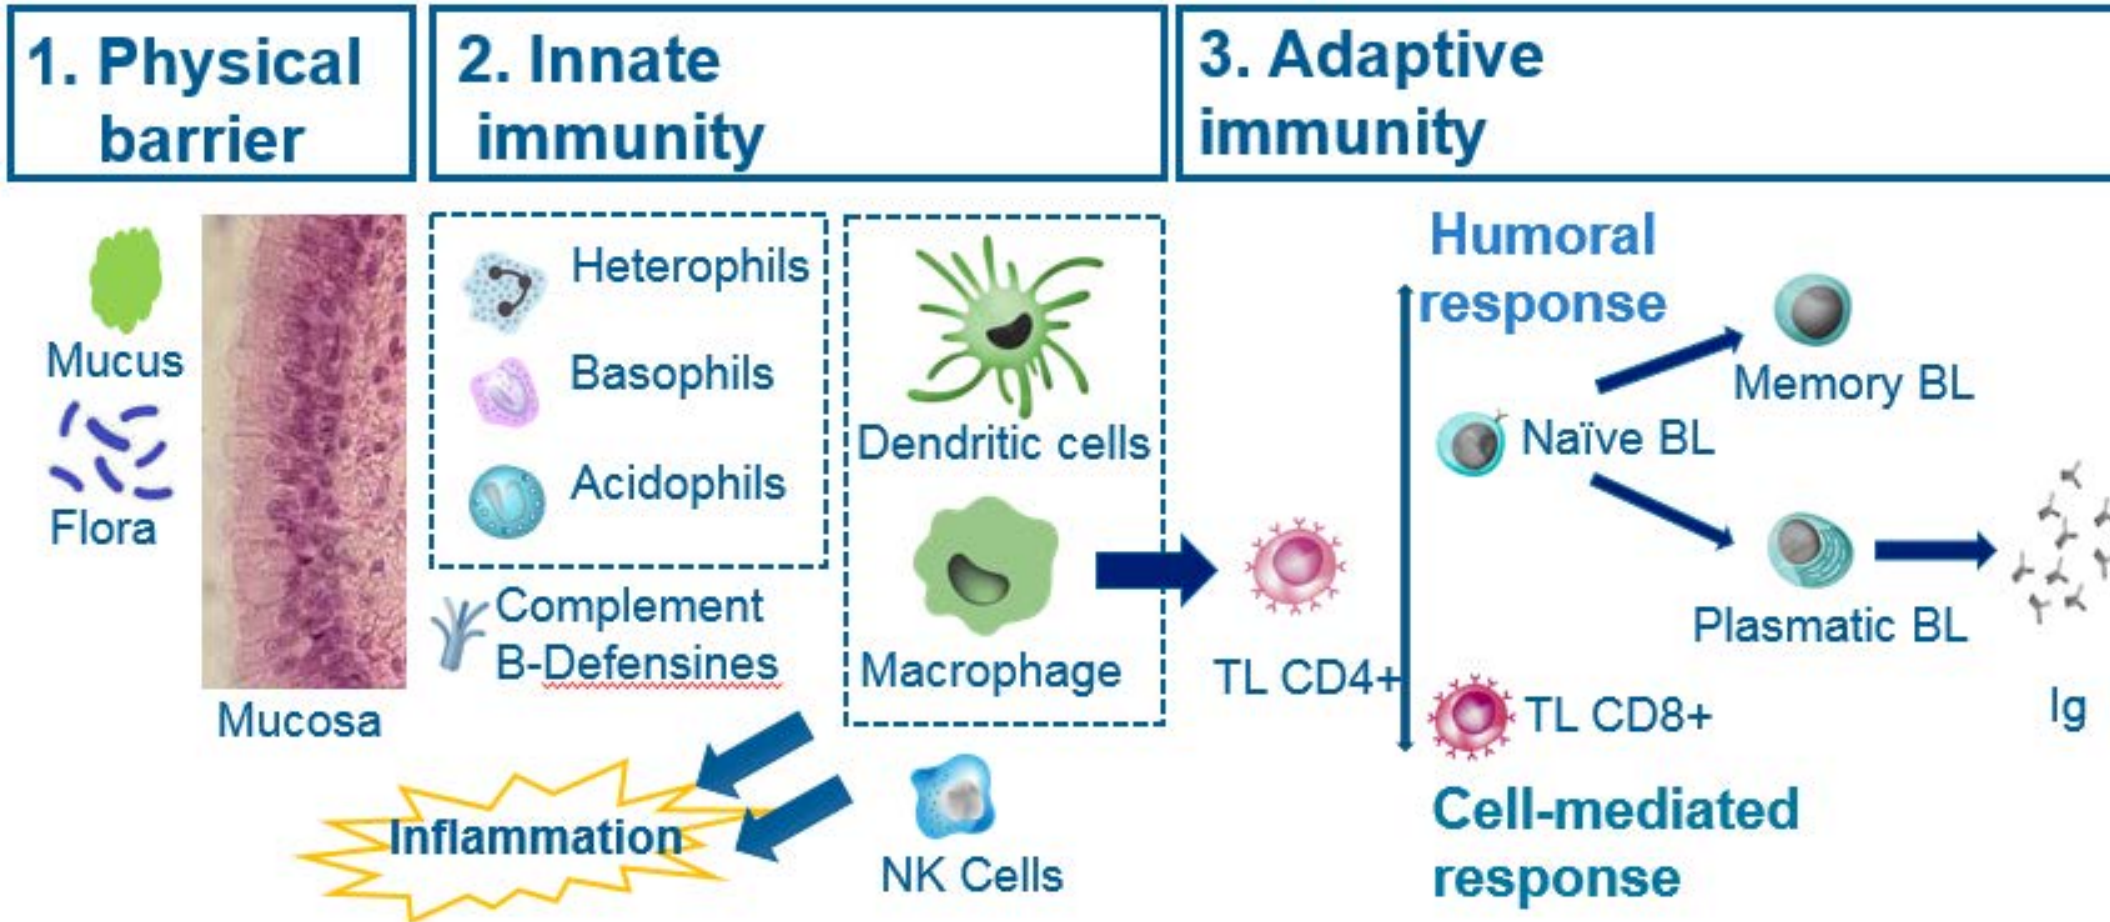 1. Physical
barrier
2. Innate
immunity
3. Adaptive
immunity
Mucus
Flora
Mucosa
Heterophils
Basophils
Acidophils
Complement
B-Defensines
Inflammation
Dendritic cells
Macrophage
NK Cells
TL CD4+
Humoral
response
Naïve BL
Memory BL
Plasmatic BL
Ig
TL CD8+
Cell-mediated
response